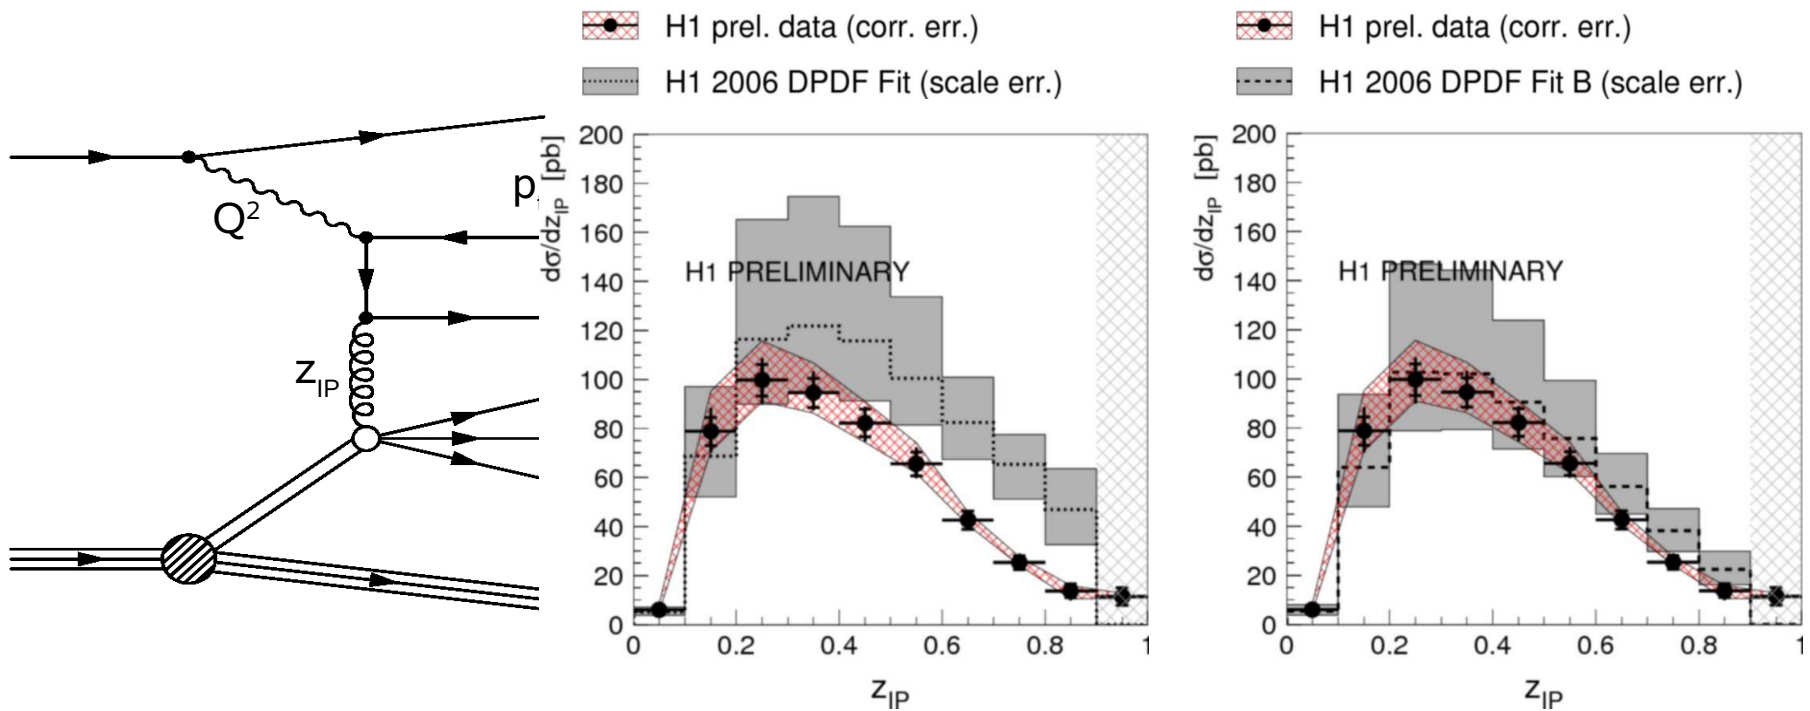 Q²
p
z_IP
H1 prel. data (corr. err.)
H1 2006 DPDF Fit (scale err.)
dσ/dz_IP [pb]
200
180
160
140
120
100
80
60
40
20
0
H1 PRELIMINARY
0 0.2 0.4 0.6 0.8 1
z_IP
H1 prel. data (corr. err.)
H1 2006 DPDF Fit B (scale err.)
dσ/dz_IP [pb]
200
180
160
140
120
100
80
60
40
20
0
H1 PRELIMINARY
0 0.2 0.4 0.6 0.8 1
z_IP